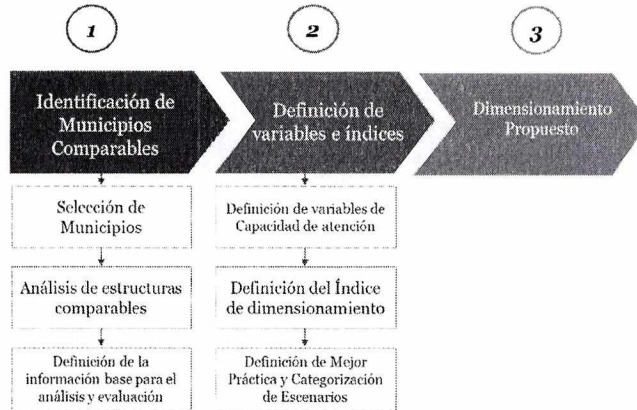 1
2
3
Identificación de
Municipios
Comparables
Definición de
variables e índices
Dimensionamiento
Propuesto
Selección de
Municipios
Análisis de estructuras
comparables
Definición de la
información base para el
análisis y evaluación
Definición de variables de
Capacidad de atención
Definición del Índice
de dimensionamiento
Definición de Mejor
Práctica y Categorización
de Escenarios